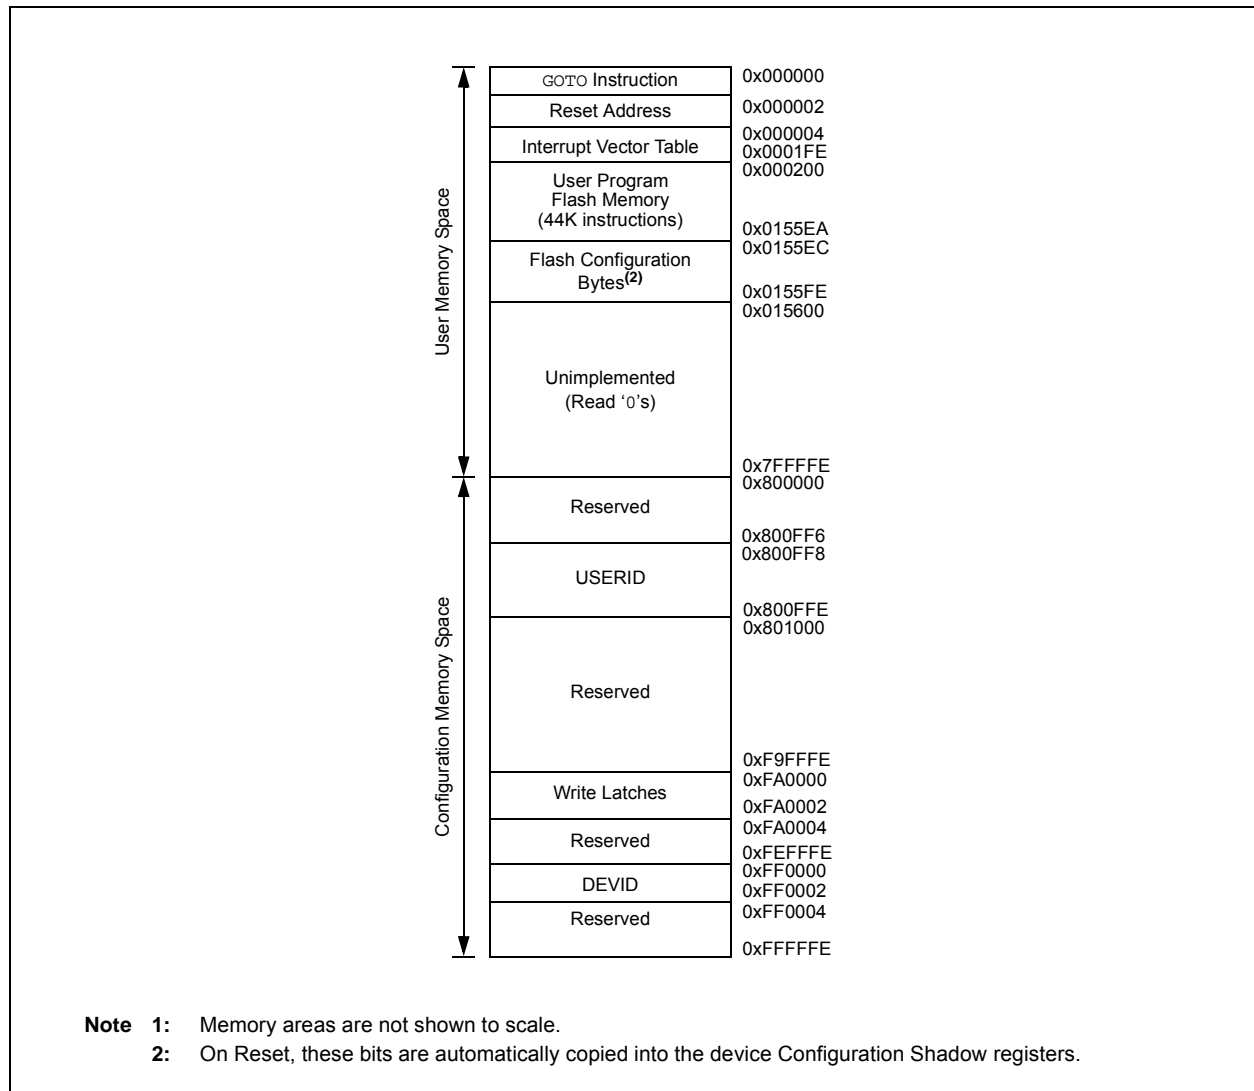 GOTO Instruction 0x000000
Reset Address 0x000002
0x000004
Interrupt Vector Table 0x0001FE
0x000200
User Program
Flash Memory
(44K instructions)
0x0155EA
0x0155EC
Flash Configuration
Bytes(2)
0x0155FE
0x015600
User Memory Space
Unimplemented
(Read ‘0’s)
0x7FFFFE
0x800000
Reserved
0x800FF6
0x800FF8
USERID
0x800FFE
0x801000
Configuration Memory Space
Reserved
0xF9FFFE
0xFA0000
Write Latches
0xFA0002
0xFA0004
Reserved
0xFEFFFE
0xFF0000
DEVID
0xFF0002
0xFF0004
Reserved
0xFFFFFE
Note 1: Memory areas are not shown to scale.
2: On Reset, these bits are automatically copied into the device Configuration Shadow registers.